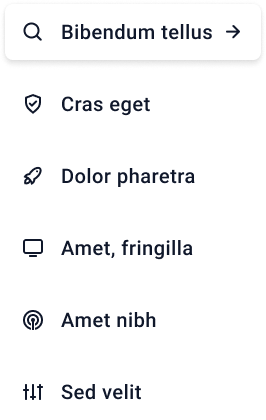 Bibendum tellus
Cras eget
Dolor pharetra
Amet, fringilla
Amet nibh
Sed velit